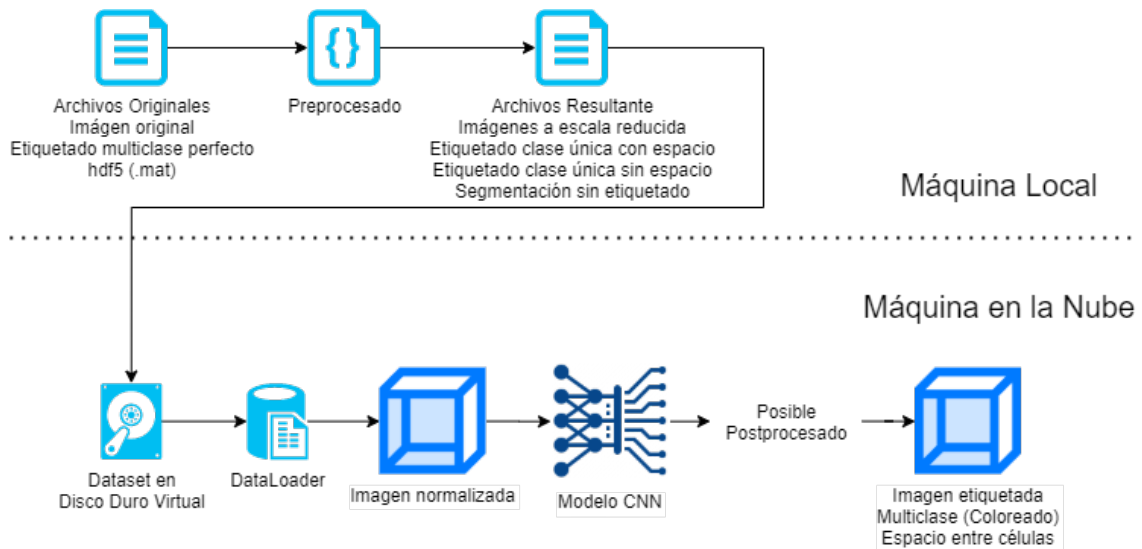 Archivos Originales
Imágen original
Etiquetado multiclase perfecto
hdf5 (.mat)
{}
Preprocesado
Archivos Resultante
Imágenes a escala reducida
Etiquetado clase única con espacio
Etiquetado clase única sin espacio
Segmentación sin etiquetado
Máquina Local
Máquina en la Nube
Dataset en
Disco Duro Virtual
DataLoader
Imagen normalizada
Modelo CNN
Posible
Postprocesado
Imagen etiquetada
Multiclase (Coloreado)
Espacio entre células